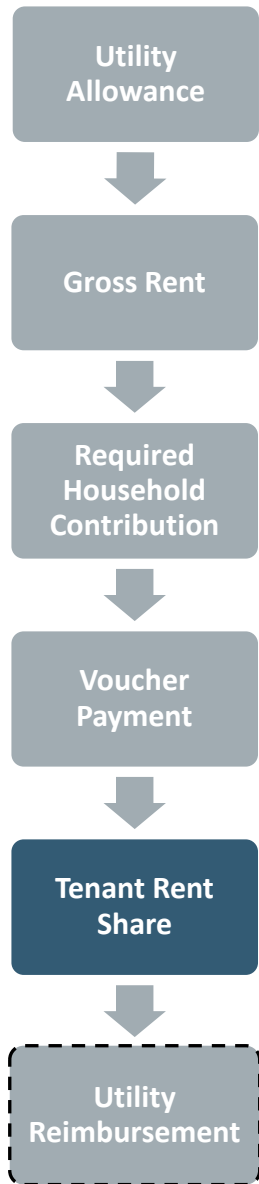 Utility
Allowance
Gross Rent
Required
Household
Contribution
Voucher
Payment
Tenant Rent
Share
Utility
Reimbursement